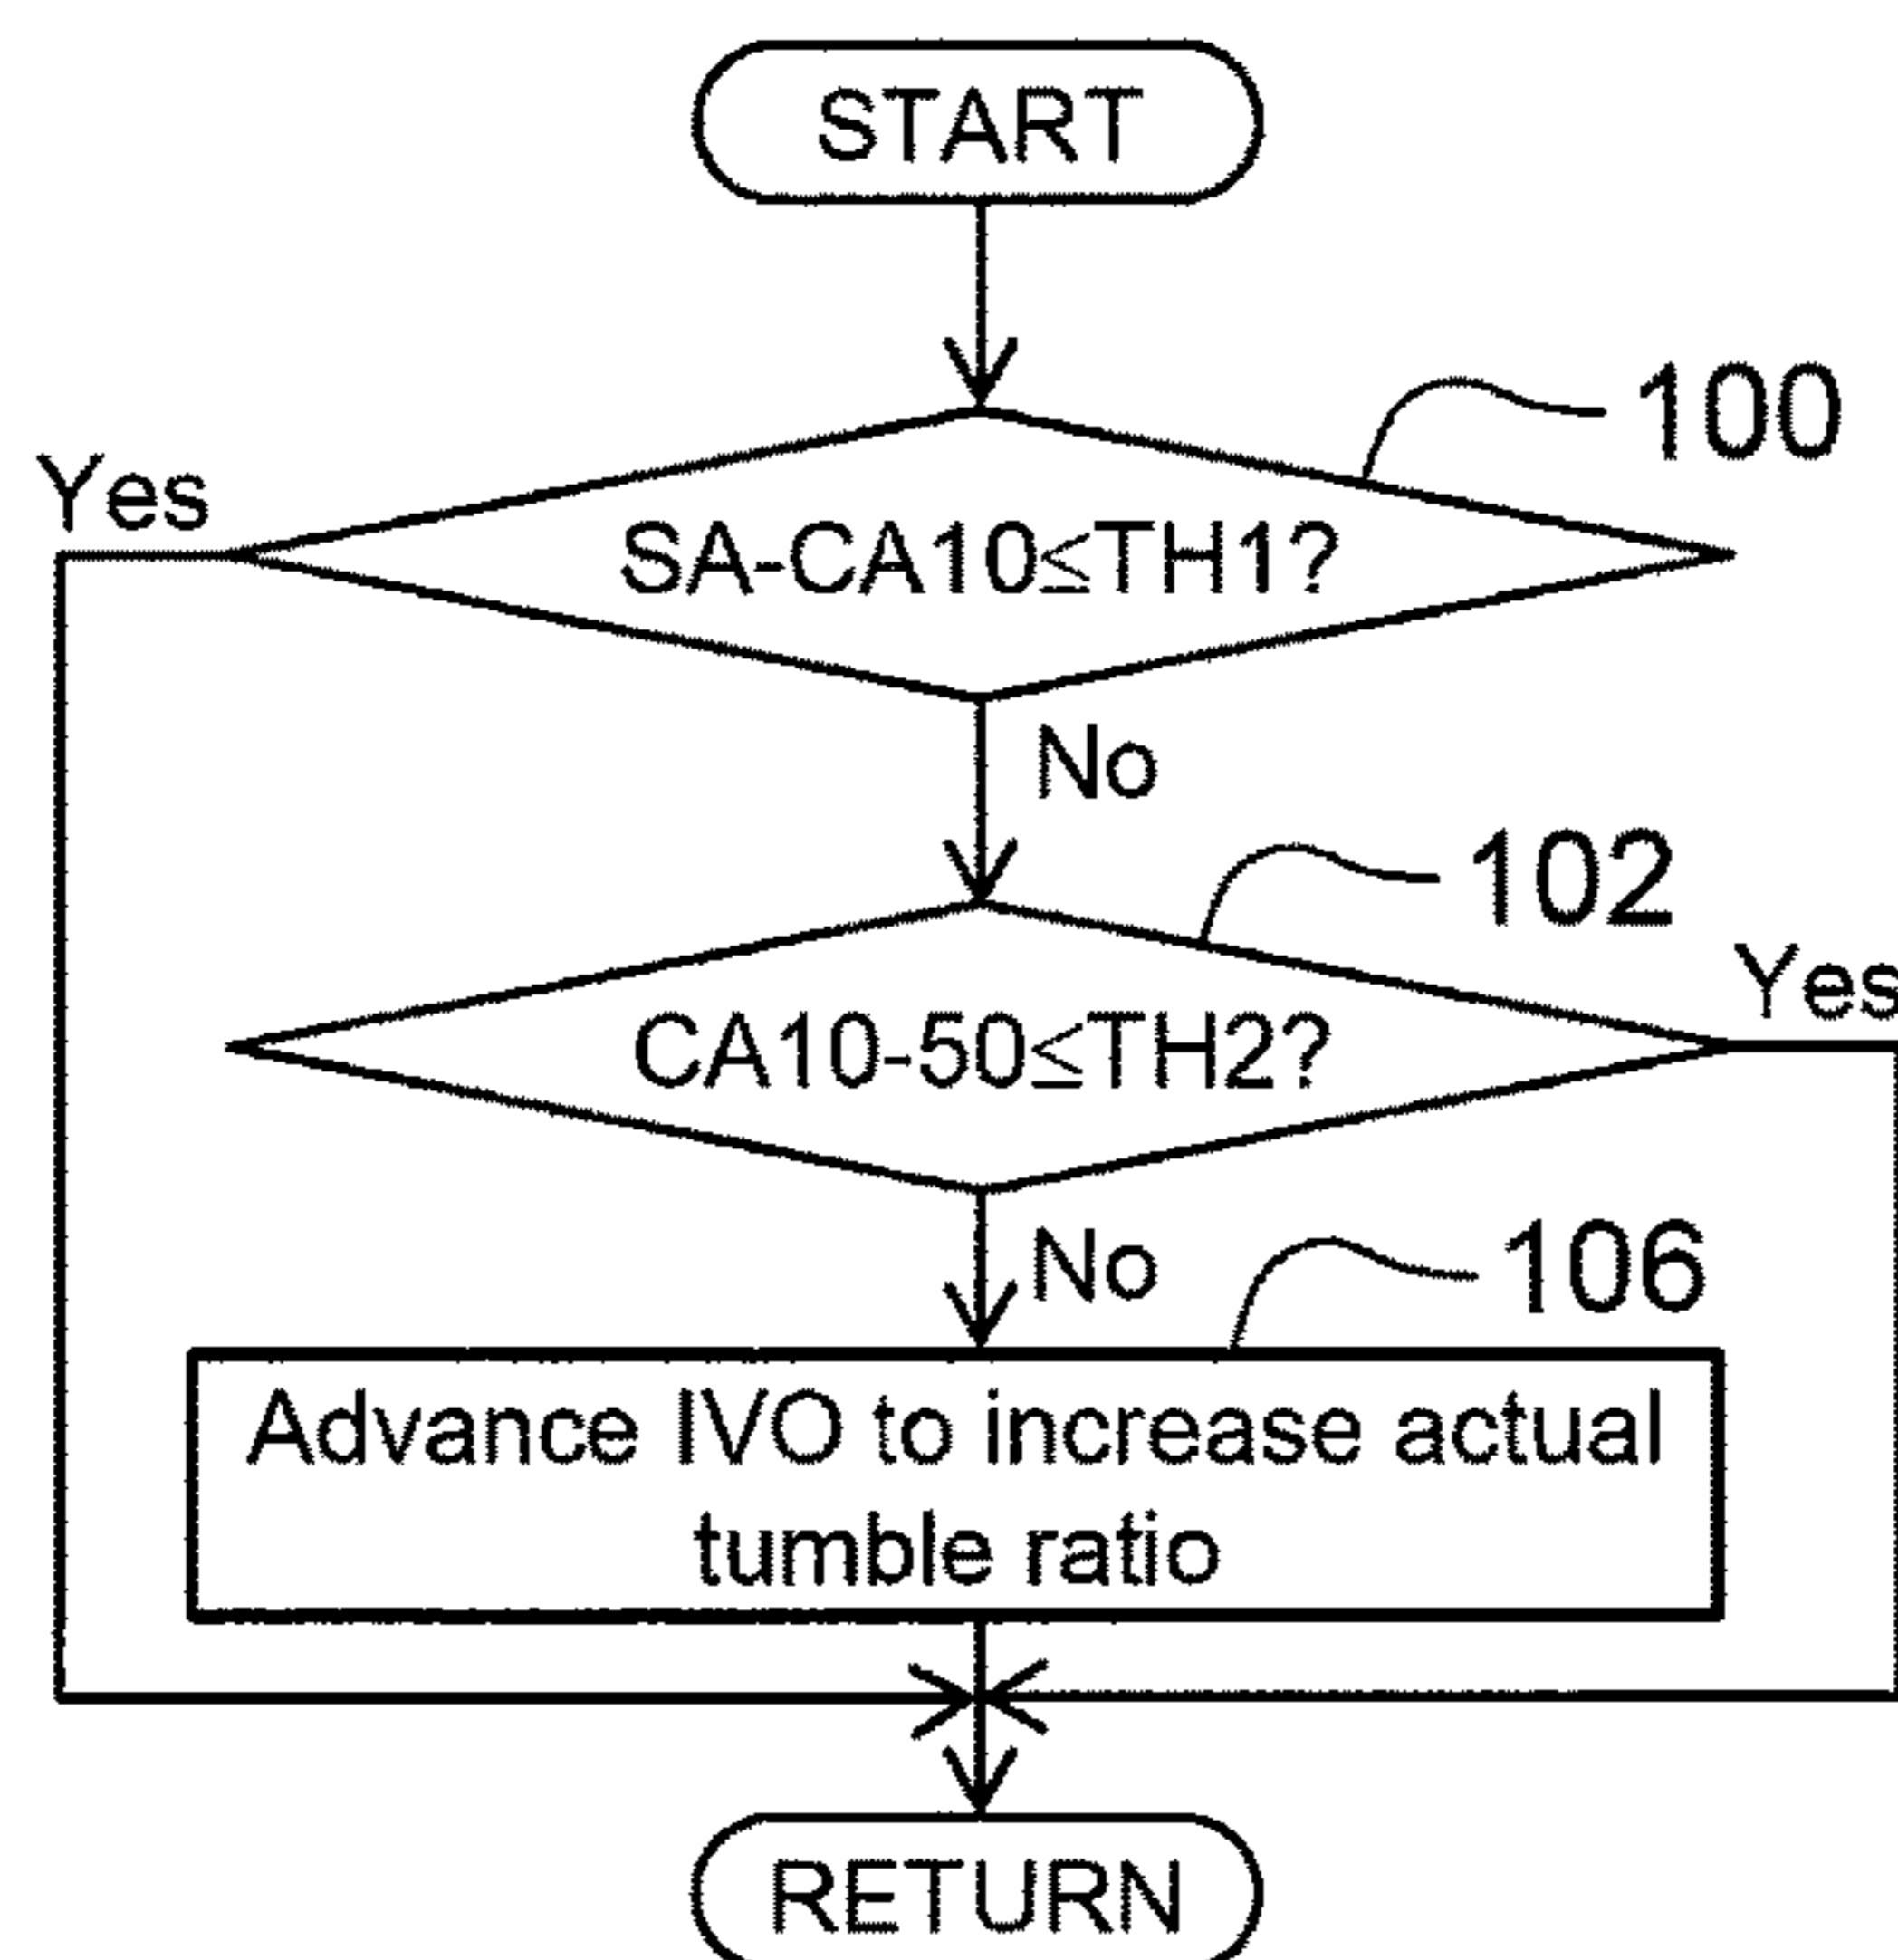 START
100
Yes
SA-CA10≦TH1?
No
102
Yes
CA10-50≦TH2?
No
106
Advance IVO to increase actual
tumble ratio
RETURN